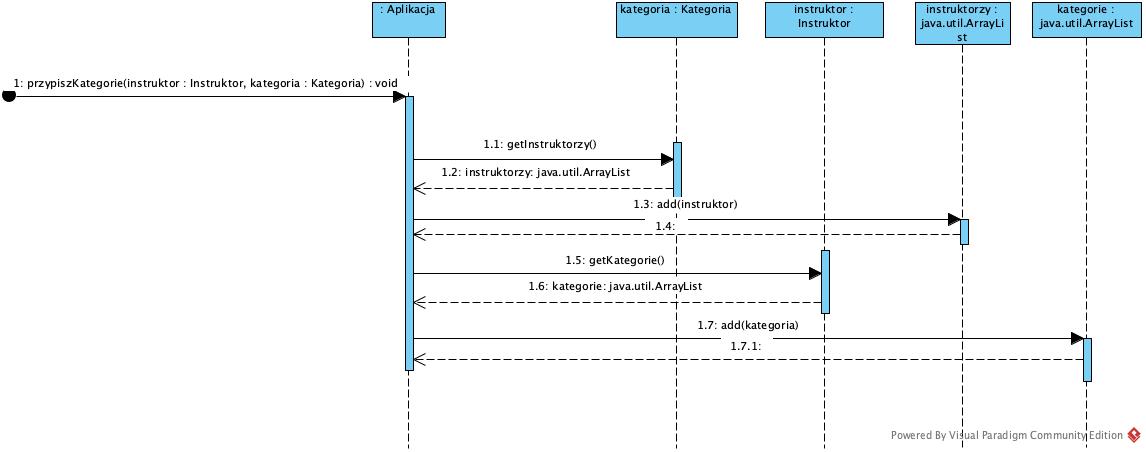 : Aplikacja
kategoria : Kategoria
instruktor :
Instruktor
instruktorzy :
java.util.ArrayLi
st
kategorie :
java.util.ArrayList
1: przypiszKategorie(instruktor : Instruktor, kategoria : Kategoria) : void
1.1: getInstruktorzy()
1.2: instruktorzy: java.util.ArrayList
1.3: add(instruktor)
1.4:
1.5: getKategorie()
1.6: kategorie: java.util.ArrayList
1.7: add(kategoria)
1.7.1:
Powered By Visual Paradigm Community Edition